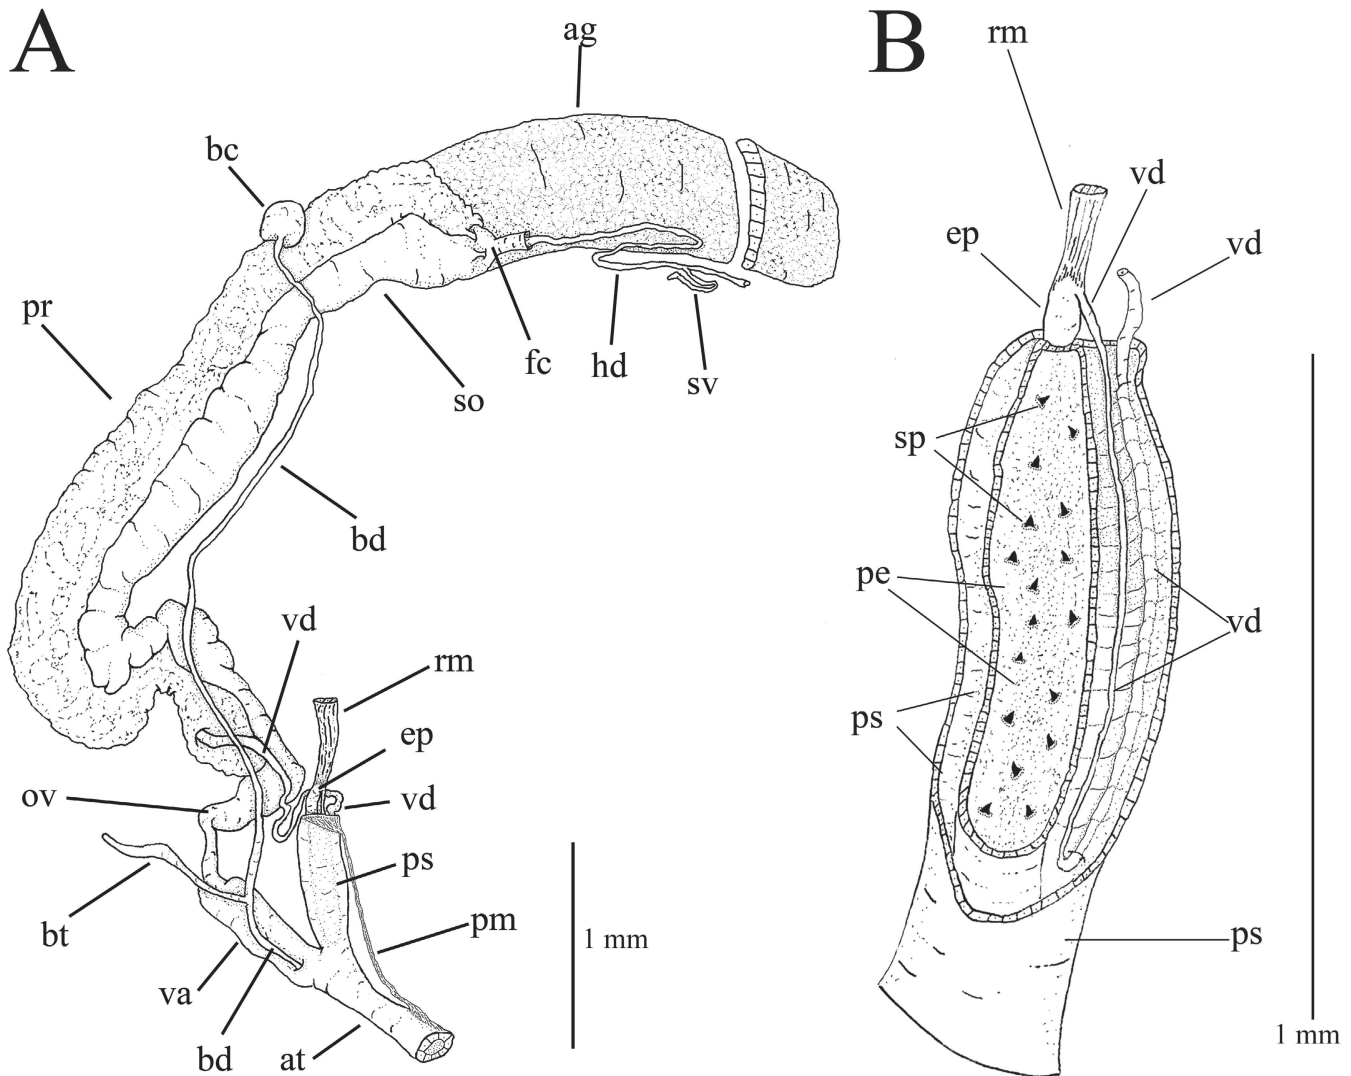 A
ag
bc
pr
fc
hd
sv
so
bd
vd
rm
ep
vd
ov
ps
bt
pm
1 mm
va
bd
at
B
rm
vd
ep
vd
sp
pe
vd
ps
ps
1 mm